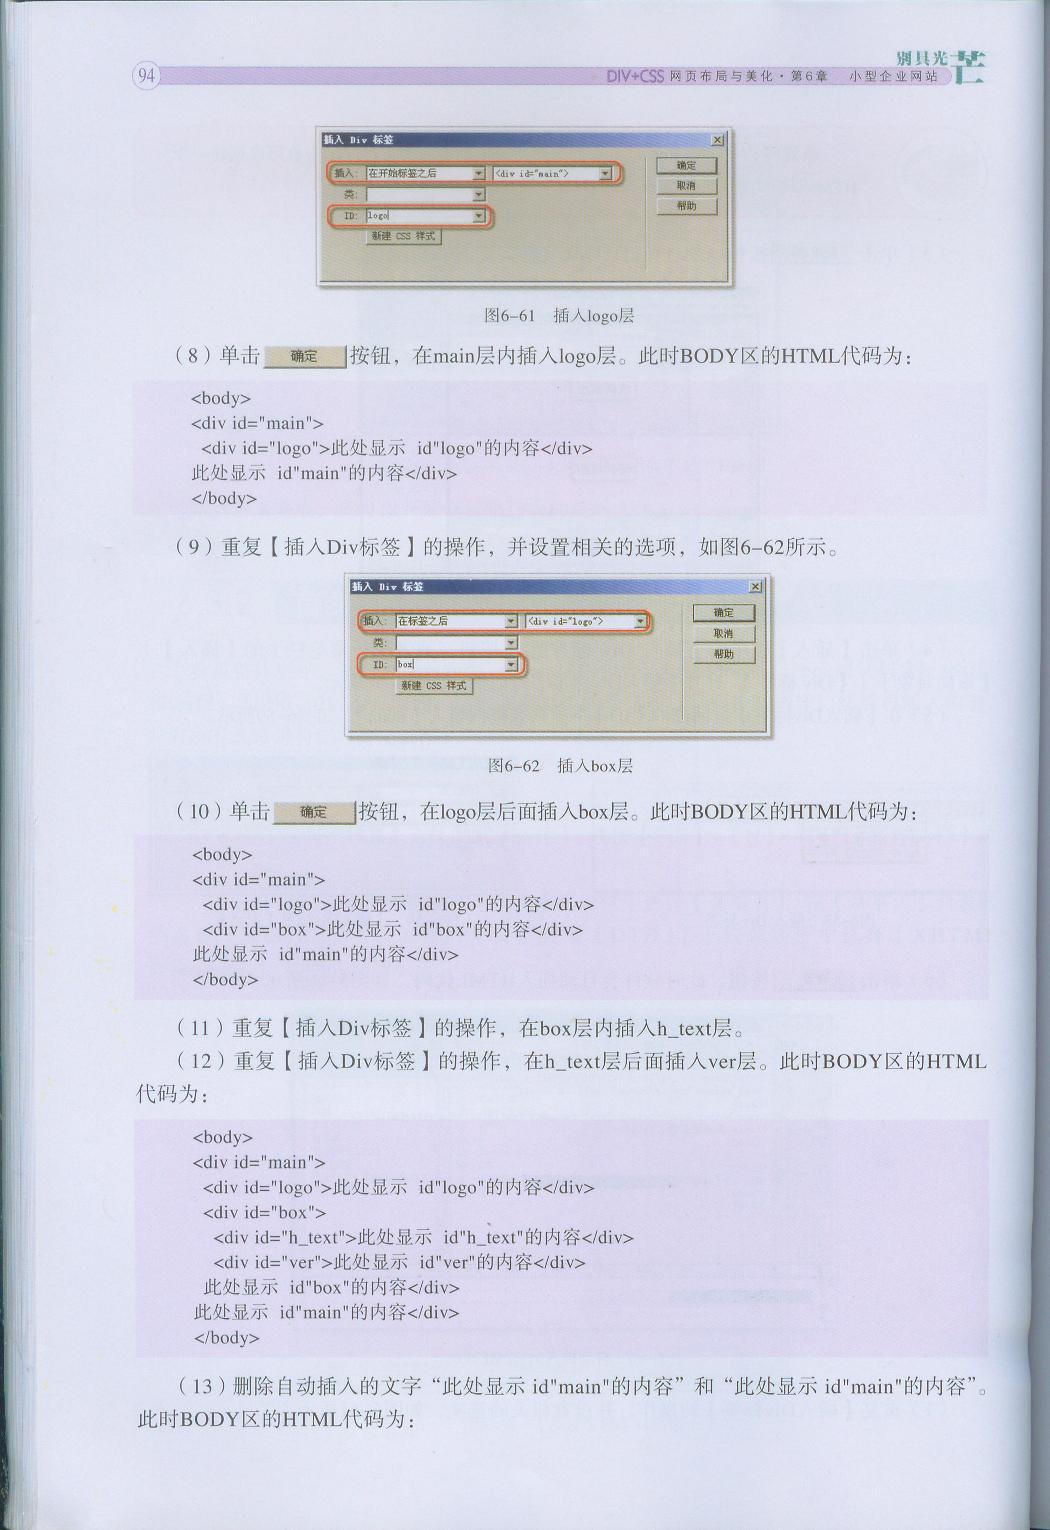 94
DIV+CSS 网页布局与美化·第6章 小型企业网站
别具光芒
插入 Div 标签
插入: 在开始标签之后 <div id="main"> 确定
类: 取消
ID: logo 帮助
新建 CSS 样式
图6-61 插入logo层
（8）单击 确定 按钮，在main层内插入logo层。此时BODY区的HTML代码为：
<body>
<div id="main">
<div id="logo">此处显示 id"logo"的内容</div>
此处显示 id"main"的内容</div>
</body>
（9）重复【插入Div标签】的操作，并设置相关的选项，如图6-62所示。
插入 Div 标签
插入: 在标签之后 <div id="logo"> 确定
类: 取消
ID: box 帮助
新建 CSS 样式
图6-62 插入box层
（10）单击 确定 按钮，在logo层后面插入box层。此时BODY区的HTML代码为：
<body>
<div id="main">
<div id="logo">此处显示 id"logo"的内容</div>
<div id="box">此处显示 id"box"的内容</div>
此处显示 id"main"的内容</div>
</body>
（11）重复【插入Div标签】的操作，在box层内插入h_text层。
（12）重复【插入Div标签】的操作，在h_text层后面插入ver层。此时BODY区的HTML
代码为：
<body>
<div id="main">
<div id="logo">此处显示 id"logo"的内容</div>
<div id="box">
<div id="h_text">此处显示 id"h_text"的内容</div>
<div id="ver">此处显示 id"ver"的内容</div>
此处显示 id"box"的内容</div>
此处显示 id"main"的内容</div>
</body>
（13）删除自动插入的文字“此处显示 id"main"的内容”和“此处显示 id"main"的内容”。
此时BODY区的HTML代码为：